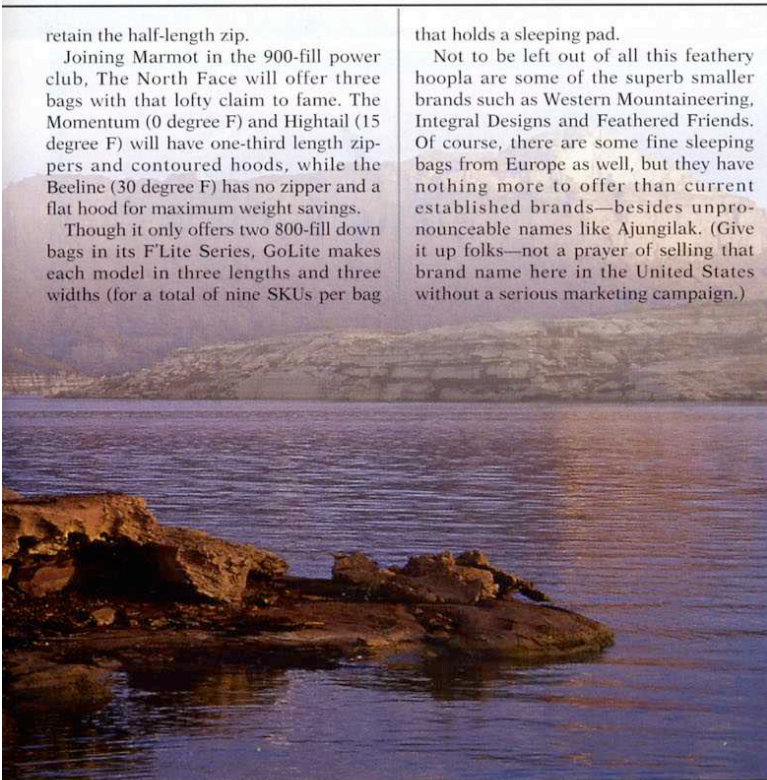 retain the half-length zip.
Joining Marmot in the 900-fill power
club, The North Face will offer three
bags with that lofty claim to fame. The
Momentum (0 degree F) and Hightail (15
degree F) will have one-third length zip-
pers and contoured hoods, while the
Beeline (30 degree F) has no zipper and a
flat hood for maximum weight savings.
Though it only offers two 800-fill down
bags in its F'Lite Series, GoLite makes
each model in three lengths and three
widths (for a total of nine SKUs per bag
that holds a sleeping pad.
Not to be left out of all this feathery
hoopla are some of the superb smaller
brands such as Western Mountaineering,
Integral Designs and Feathered Friends.
Of course, there are some fine sleeping
bags from Europe as well, but they have
nothing more to offer than current
established brands—besides unpro-
nounceable names like Ajungilak. (Give
it up folks—not a prayer of selling that
brand name here in the United States
without a serious marketing campaign.)